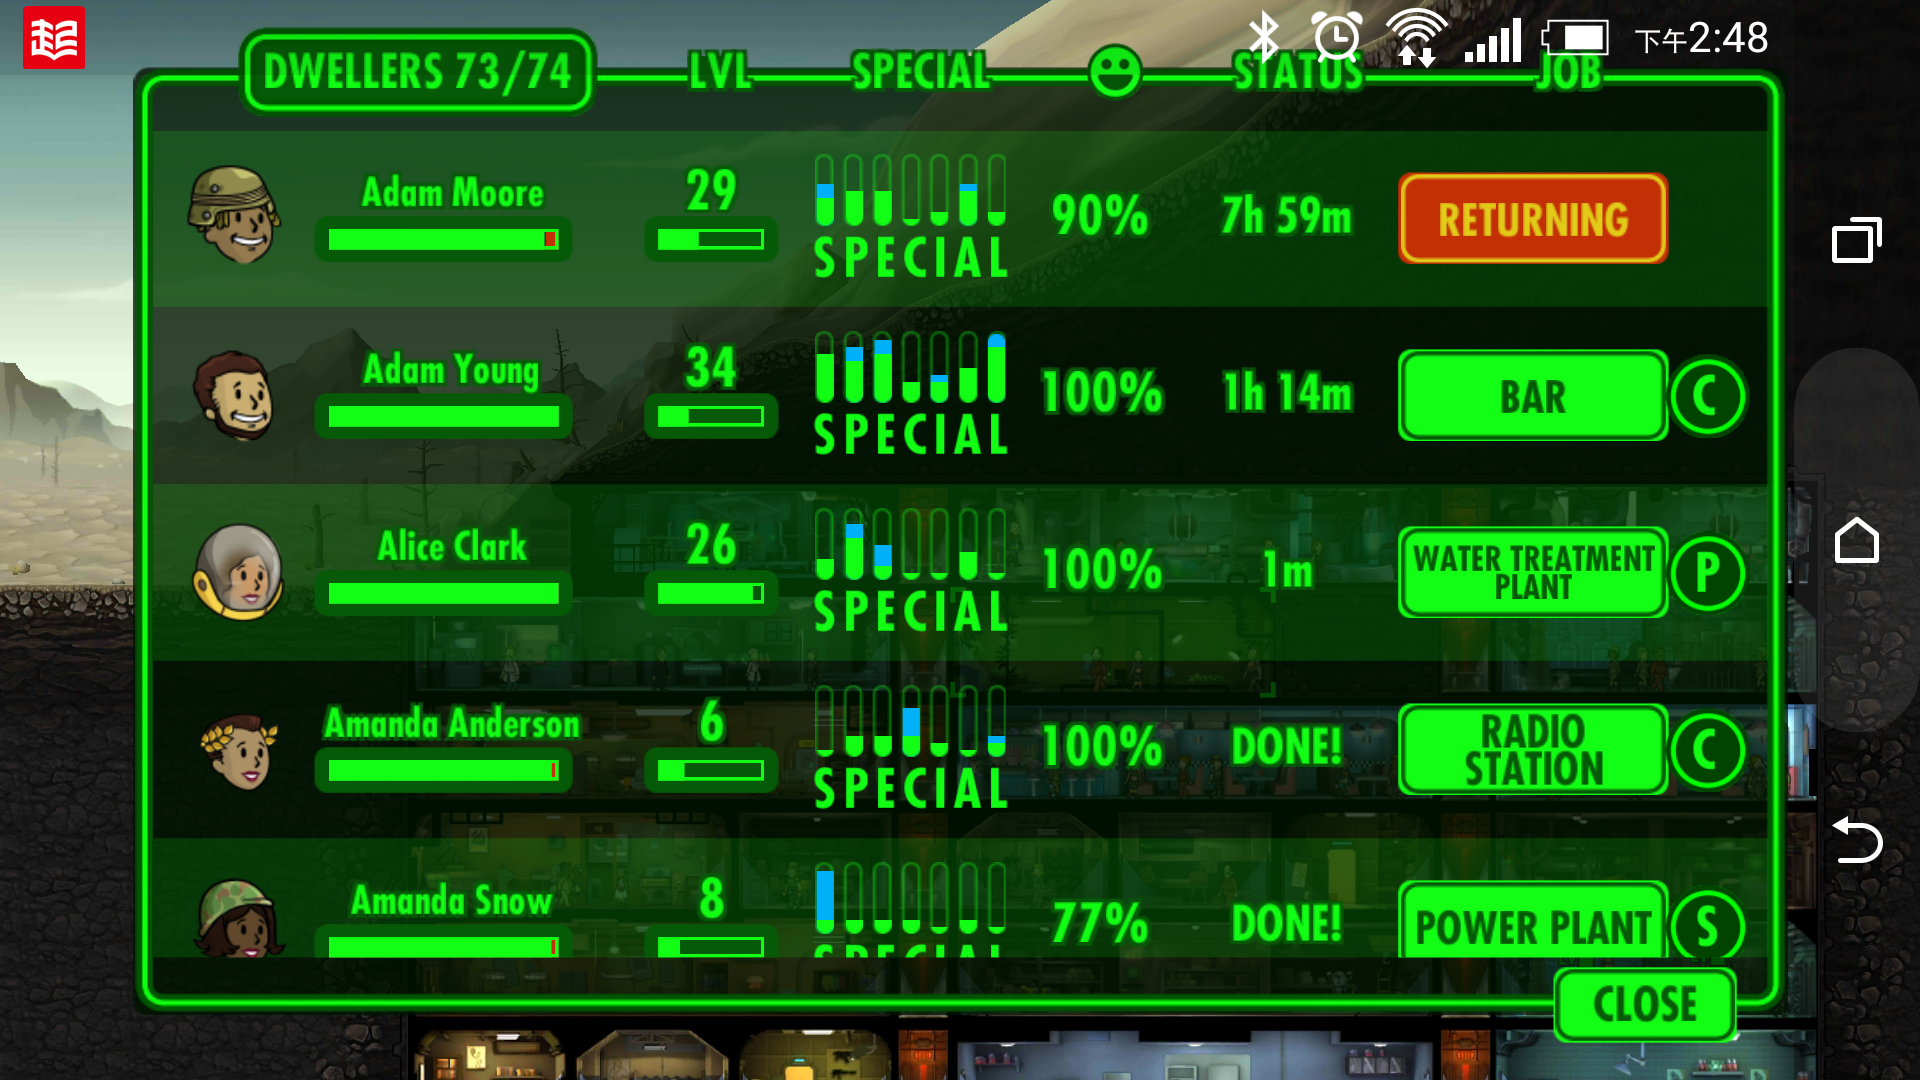 下午2:48
DWELLERS 73/74 LVL SPECIAL STATUS JOB
Adam Moore 29 SPECIAL 90% 7h 59m RETURNING
Adam Young 34 SPECIAL 100% 1h 14m BAR C
Alice Clark 26 SPECIAL 100% 1m WATER TREATMENT
PLANT P
Amanda Anderson 6 SPECIAL 100% DONE! RADIO
STATION C
Amanda Snow 8 SPECIAL 77% DONE! POWER PLANT S
CLOSE